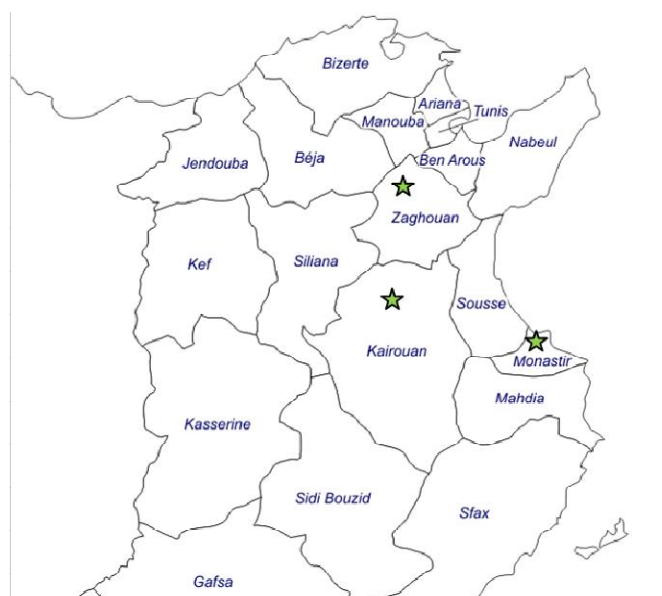 Bizerte
Ariana
Tunis
Manouba
Nabeul
Jendouba
Béja
Ben Arous
Zaghouan
Kef
Siliana
Sousse
Kairouan
Monastir
Mahdia
Kasserine
Sidi Bouzid
Sfax
Gafsa